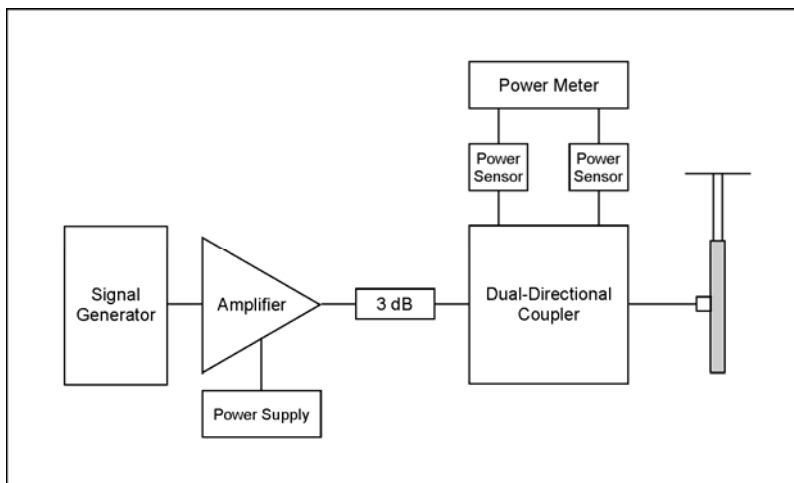 Power Meter
Power
Sensor
Power
Sensor
Signal
Generator
Amplifier
3 dB
Dual-Directional
Coupler
Power Supply